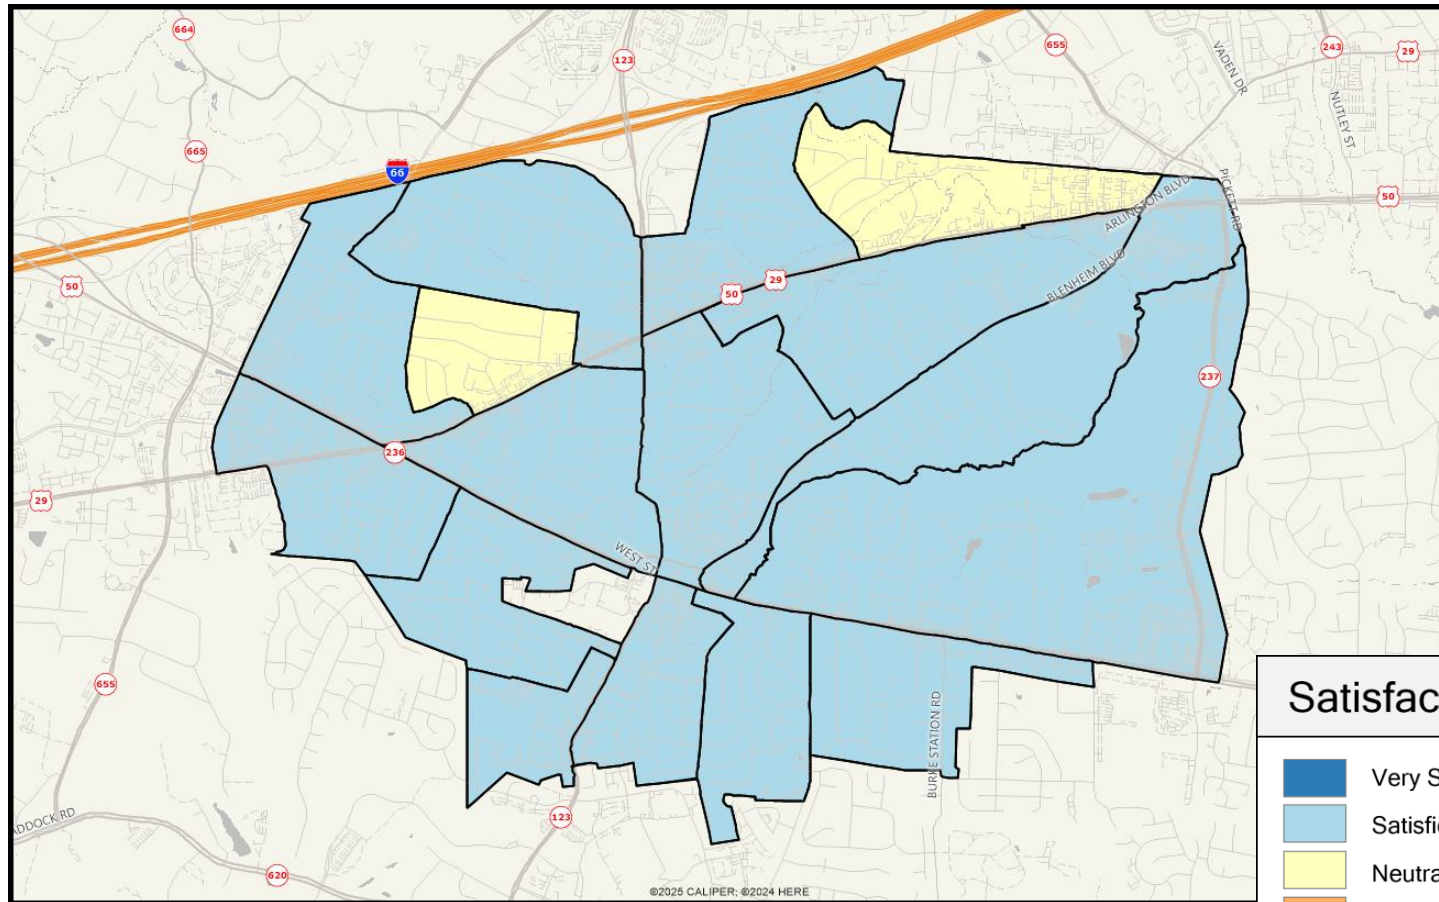 664
123
655
243
29
VADEN DR
NUTLEY ST
665
66
PICKETT RD
50
ARLINGTON BLVD
50
29
50
BLENHEIM BLVD
237
236
29
WEST ST
655
Satisfac
BURKE STATION RD
Very S
ADDOCK RD
123
Satisfi
620
Neutra
©2025 CALIPER; ©2024 HERE